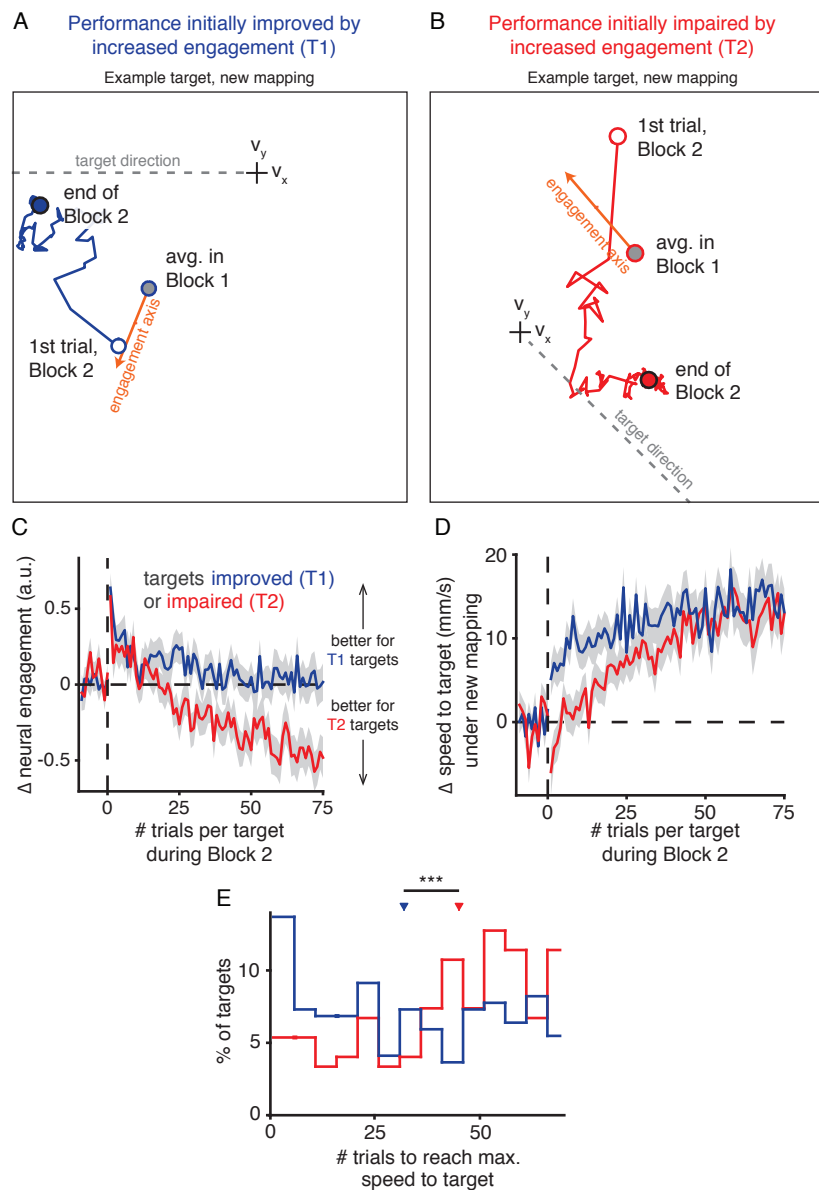 A
Performance initially improved by
increased engagement (T1)
Example target, new mapping
target direction
vy
vx
end of
Block 2
avg. in
Block 1
1st trial,
Block 2
engagement axis
B
Performance initially impaired by
increased engagement (T2)
Example target, new mapping
1st trial,
Block 2
engagement axis
avg. in
Block 1
vy
vx
end of
Block 2
target direction
C
Δ neural engagement (a.u.)
0.5
0
-0.5
targets improved (T1)
or impaired (T2)
better for
T1 targets
better for
T2 targets
0
25
50
75
# trials per target
during Block 2
D
Δ speed to target (mm/s)
under new mapping
20
10
0
0
25
50
75
# trials per target
during Block 2
E
***
% of targets
10
5
0
0
25
50
# trials to reach max.
speed to target